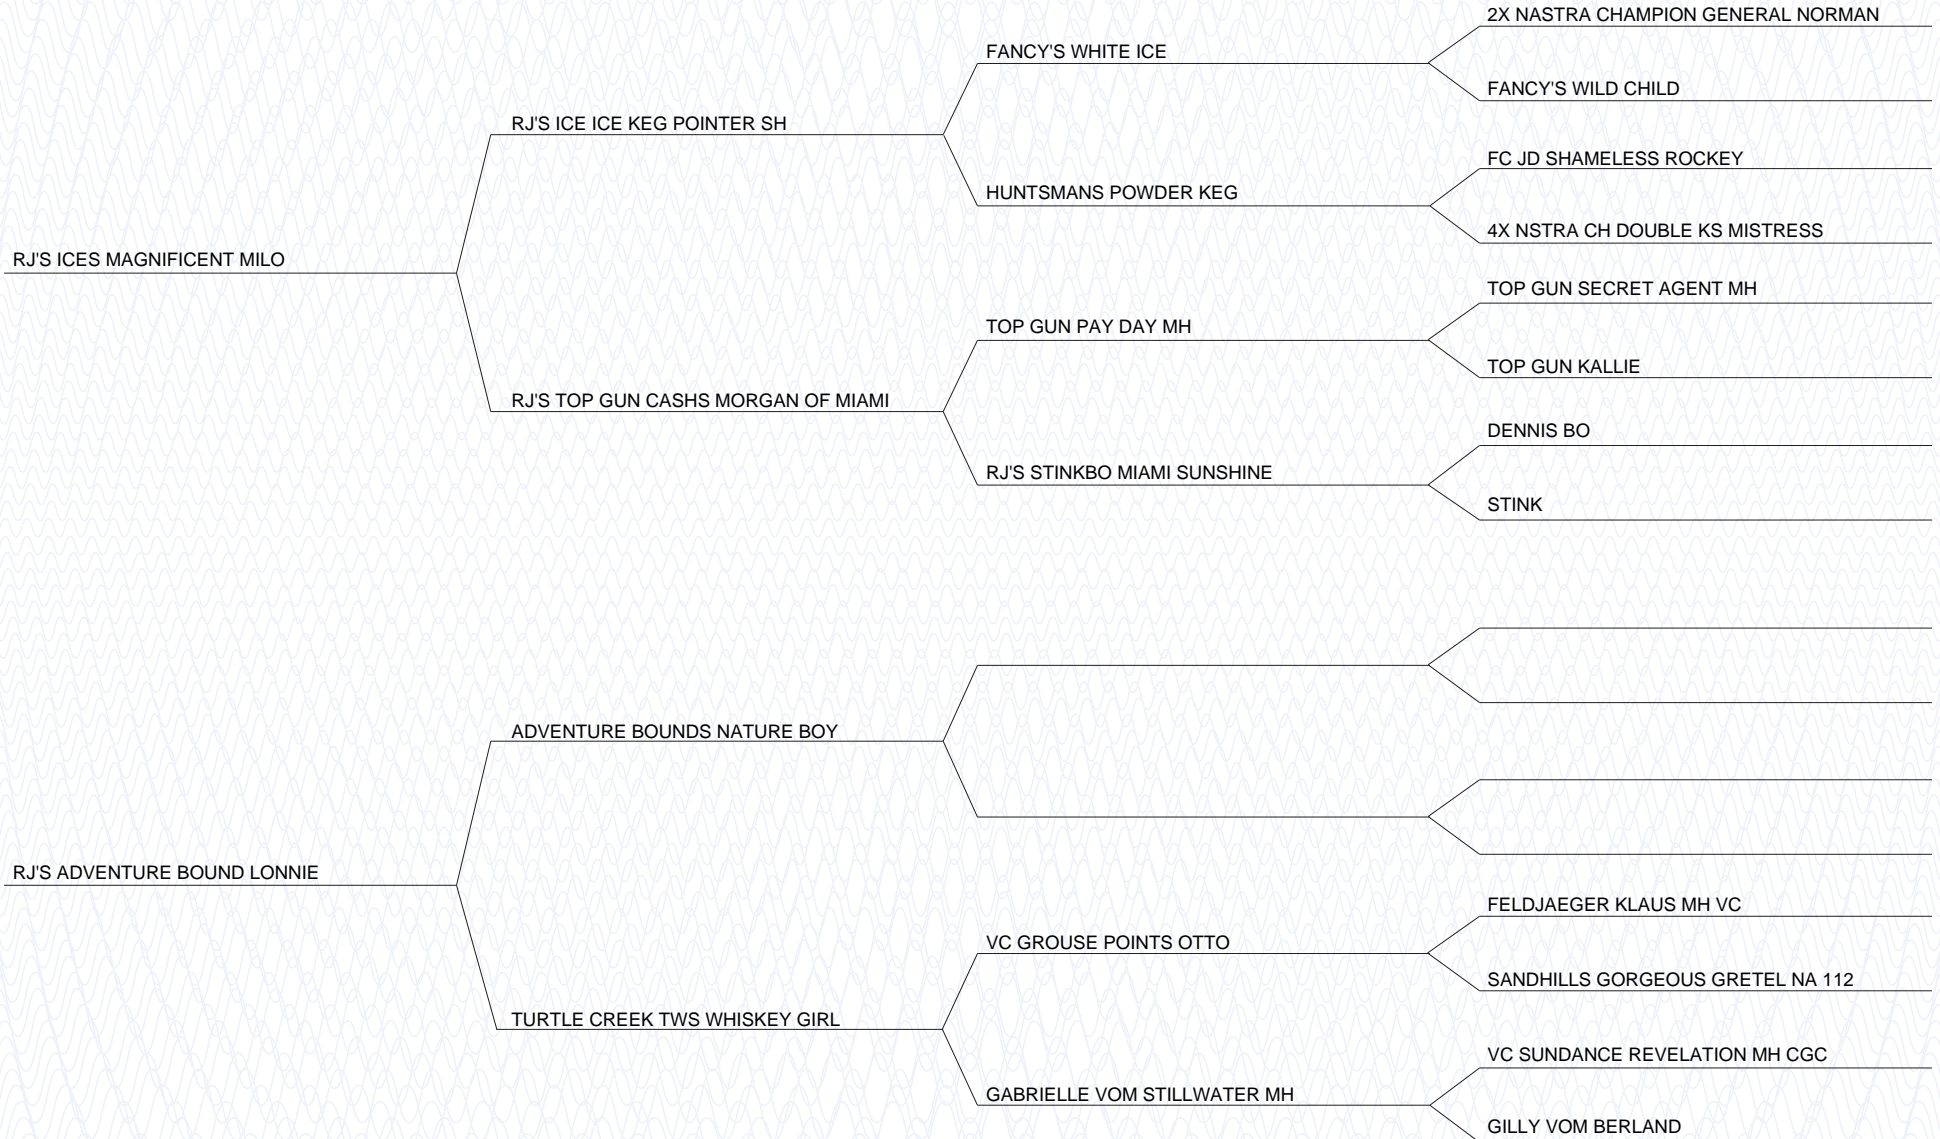 2X NASTRA CHAMPION GENERAL NORMAN
FANCY'S WHITE ICE
FANCY'S WILD CHILD
RJ'S ICE ICE KEG POINTER SH
FC JD SHAMELESS ROCKEY
HUNTSMANS POWDER KEG
4X NSTRA CH DOUBLE KS MISTRESS
RJ'S ICES MAGNIFICENT MILO
TOP GUN SECRET AGENT MH
TOP GUN PAY DAY MH
TOP GUN KALLIE
RJ'S TOP GUN CASHS MORGAN OF MIAMI
DENNIS BO
RJ'S STINKBO MIAMI SUNSHINE
STINK
ADVENTURE BOUNDS NATURE BOY
RJ'S ADVENTURE BOUND LONNIE
FELDJAEGER KLAUS MH VC
VC GROUSE POINTS OTTO
SANDHILLS GORGEOUS GRETEL NA 112
TURTLE CREEK TWS WHISKEY GIRL
VC SUNDANCE REVELATION MH CGC
GABRIELLE VOM STILLWATER MH
GILLY VOM BERLAND